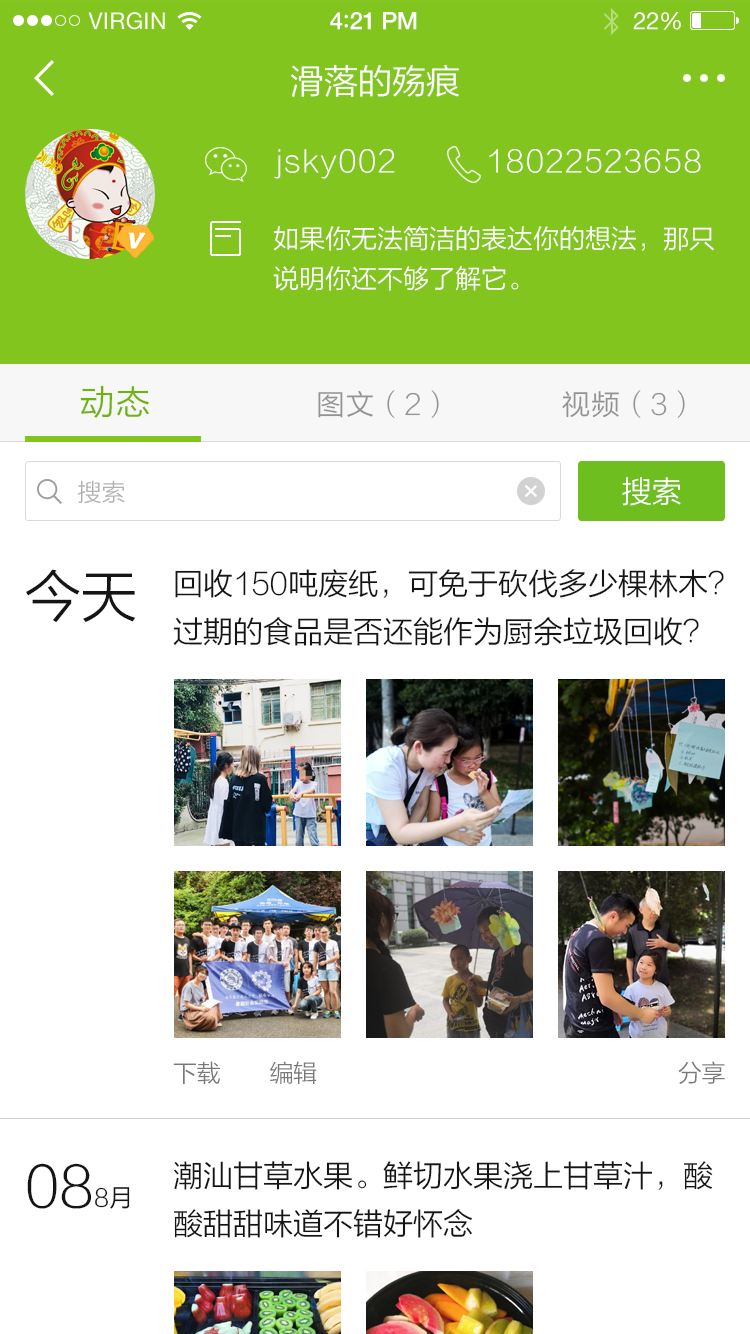 VIRGIN 4:21 PM 22%
滑落的殇痕
jsky002 18022523658
如果你无法简洁的表达你的想法，那只
说明你还不够了解它。
动态 图文（2） 视频（3）
搜索 搜索
今天
回收150吨废纸，可免于砍伐多少棵林木？
过期的食品是否还能作为厨余垃圾回收？
下载 编辑 分享
08 8月
潮汕甘草水果。鲜切水果浇上甘草汁，酸
酸甜甜味道不错好怀念